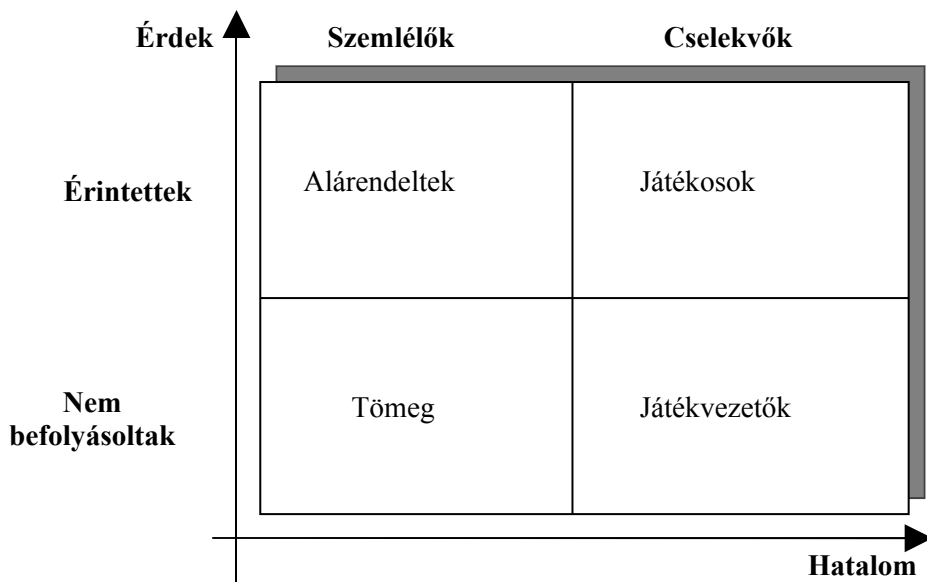 Érdek
Szemlélők
Cselekvők
Érintettek
Alárendeltek
Játékosok
Nem
befolyásoltak
Tömeg
Játékvezetők
Hatalom